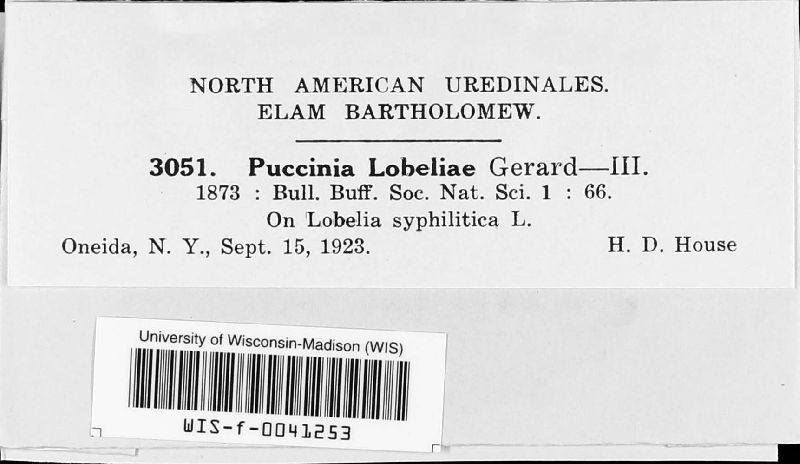 NORTH AMERICAN UREDINALES.
ELAM BARTHOLOMEW.
3051. Puccinia Lobeliae Gerard—III.
1873 : Bull. Buff. Soc. Nat. Sci. 1 : 66.
On Lobelia syphilitica L.
Oneida, N. Y., Sept. 15, 1923. H. D. House
University of Wisconsin-Madison (WIS)
WIS-f-0041253